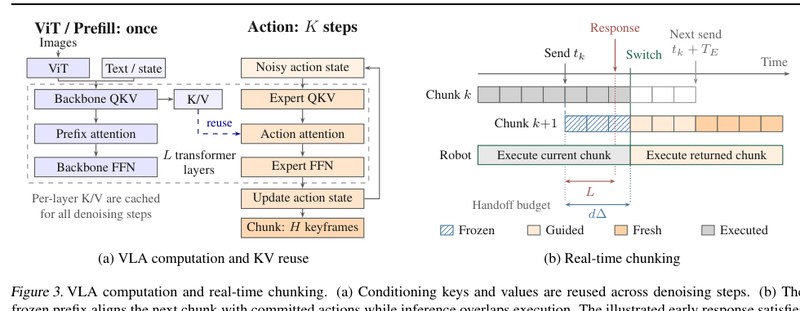 ViT / Prefill: once
Images
ViT
Text / state
Backbone QKV
K/V
Prefix attention
Backbone FFN
reuse
L transformer
layers
Per-layer K/V are cached
for all denoising steps
Action: K steps
Noisy action state
Expert QKV
Action attention
Expert FFN
Update action state
Chunk: H keyframes
(a) VLA computation and KV reuse
Response
Send t_k
Switch
Next send
t_k + T_E
Time
Chunk k
Chunk k+1
Robot
Execute current chunk
Execute returned chunk
L
Handoff budget
dΔ
Frozen
Guided
Fresh
Executed
(b) Real-time chunking
Figure 3. VLA computation and real-time chunking. (a) Conditioning keys and values are reused across denoising steps. (b) The
frozen prefix aligns the next chunk with committed actions while inference overlaps execution. The illustrated early response satisfie